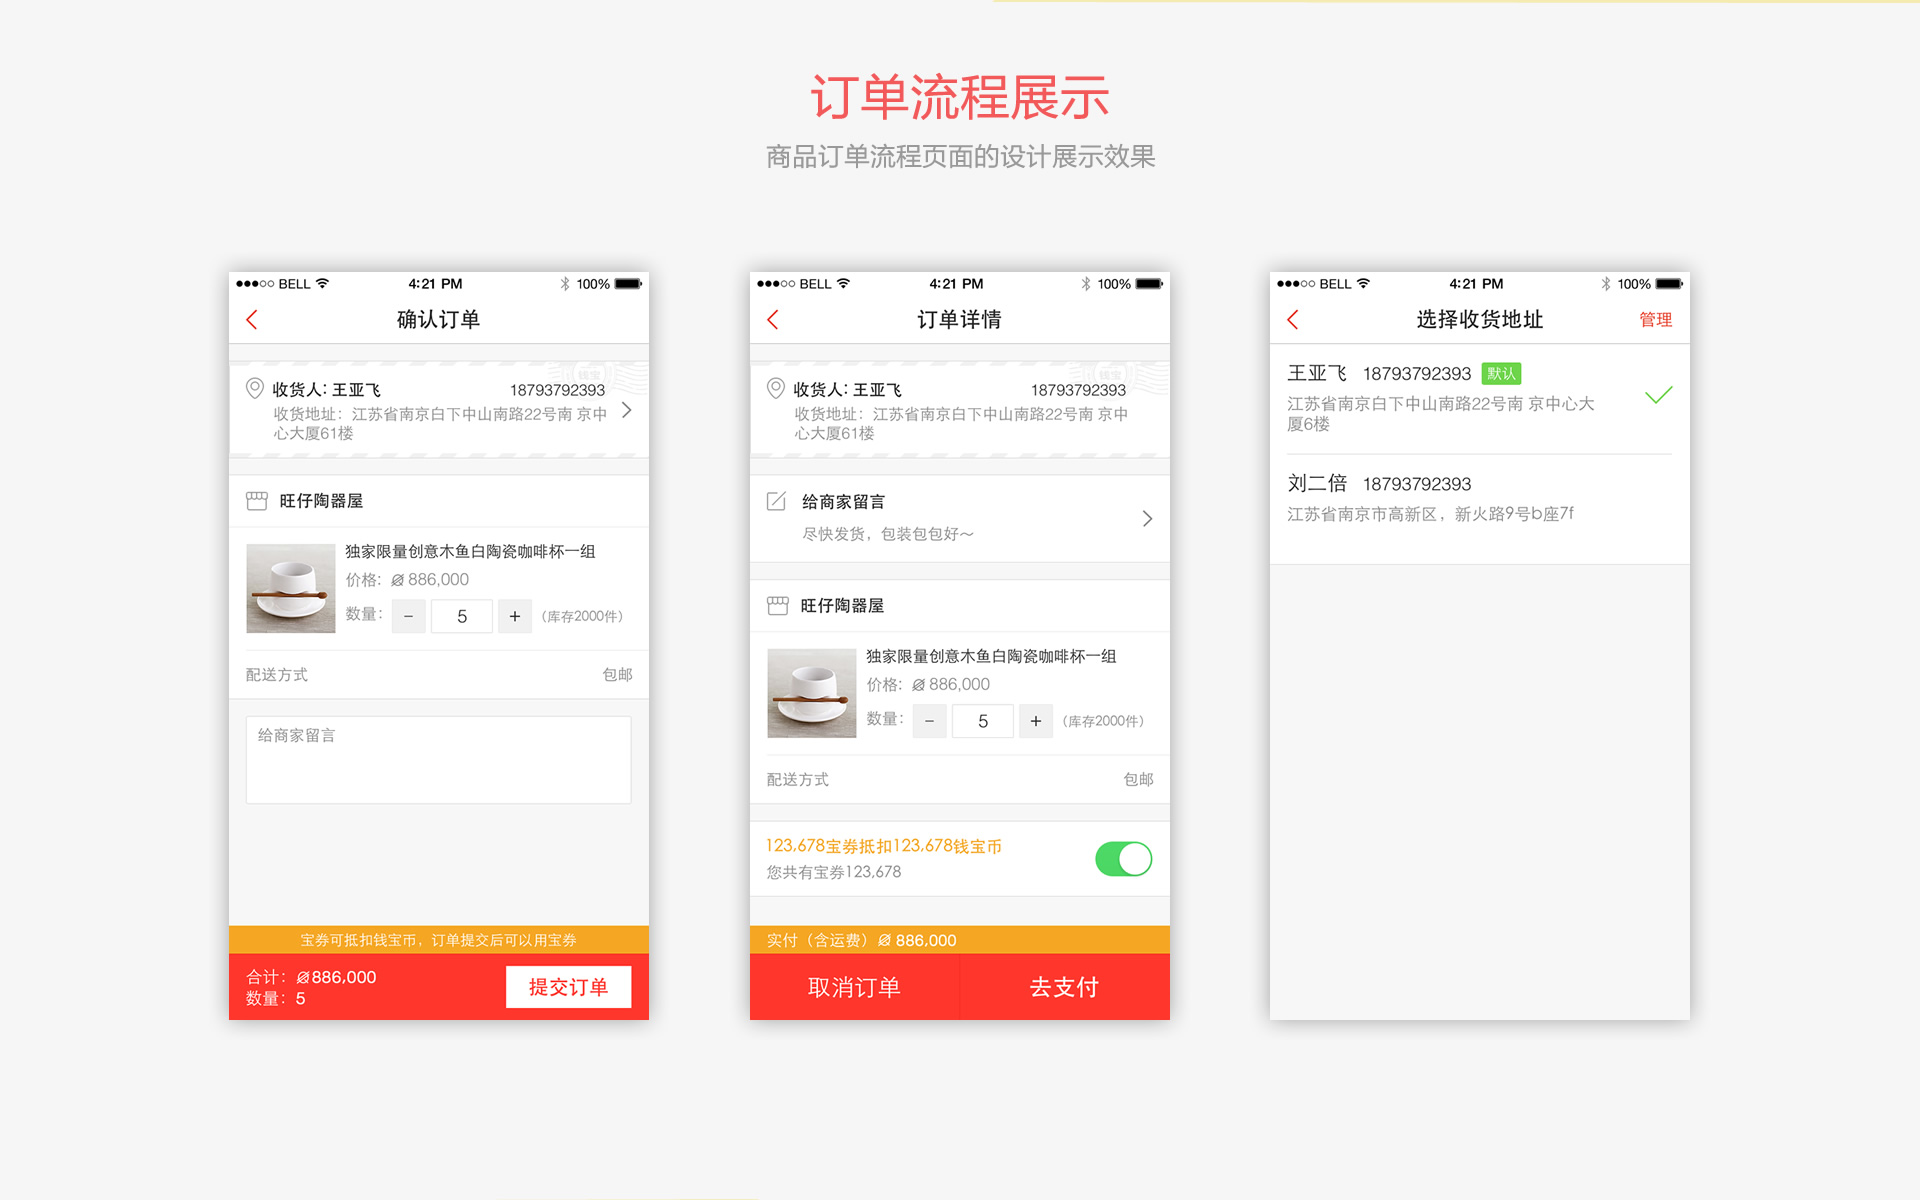 订单流程展示
商品订单流程页面的设计展示效果
BELL 4:21 PM 100%
确认订单
钱宝
收货人: 王亚飞 18793792393
收货地址：江苏省南京白下中山南路22号南 京中
心大厦61楼
旺仔陶器屋
独家限量创意木鱼白陶瓷咖啡杯一组
价格: 886,000
数量: − 5 + （库存2000件）
配送方式 包邮
给商家留言
宝券可抵扣钱宝币，订单提交后可以用宝券
合计: 886,000
数量: 5
提交订单
BELL 4:21 PM 100%
订单详情
钱宝
收货人: 王亚飞 18793792393
收货地址：江苏省南京白下中山南路22号南 京中
心大厦61楼
给商家留言
尽快发货，包装包包好～
旺仔陶器屋
独家限量创意木鱼白陶瓷咖啡杯一组
价格: 886,000
数量: − 5 + （库存2000件）
配送方式 包邮
123,678宝券抵扣123,678钱宝币
您共有宝券123,678
实付（含运费） 886,000
取消订单 去支付
BELL 4:21 PM 100%
选择收货地址 管理
王亚飞 18793792393 默认
江苏省南京白下中山南路22号南 京中心大
厦6楼
刘二倍 18793792393
江苏省南京市高新区，新火路9号b座7f